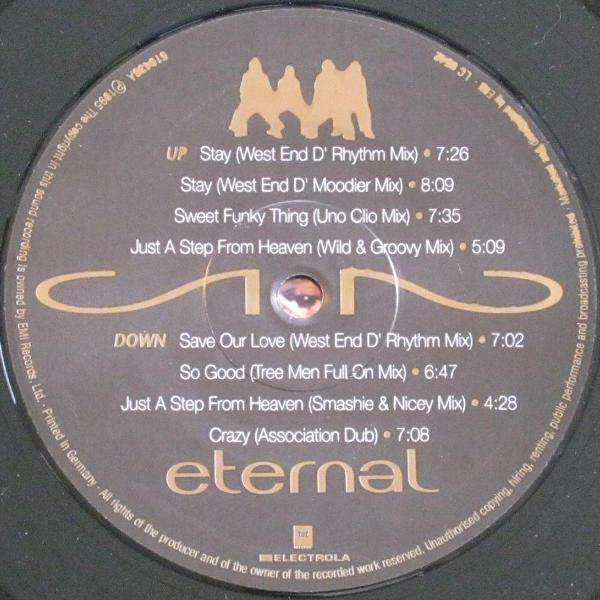 UP Stay (West End D' Rhythm Mix) • 7:26
Stay (West End D' Moodier Mix) • 8:09
Sweet Funky Thing (Uno Clio Mix) • 7:35
Just A Step From Heaven (Wild & Groovy Mix) • 5:09
DOWN Save Our Love (West End D' Rhythm Mix) • 7:02
So Good (Tree Men Full On Mix) • 6:47
Just A Step From Heaven (Smashie & Nicey Mix) • 4:28
Crazy (Association Dub) • 7:08
eternal
ELECTROLA
℗ 1995 The copyright in this sound recording is owned by EMI Records Ltd. · Printed in Germany · All rights of the producer and of the owner of the recorded work reserved. Unauthorised copying, hiring, renting, public performance and broadcasting prohibited